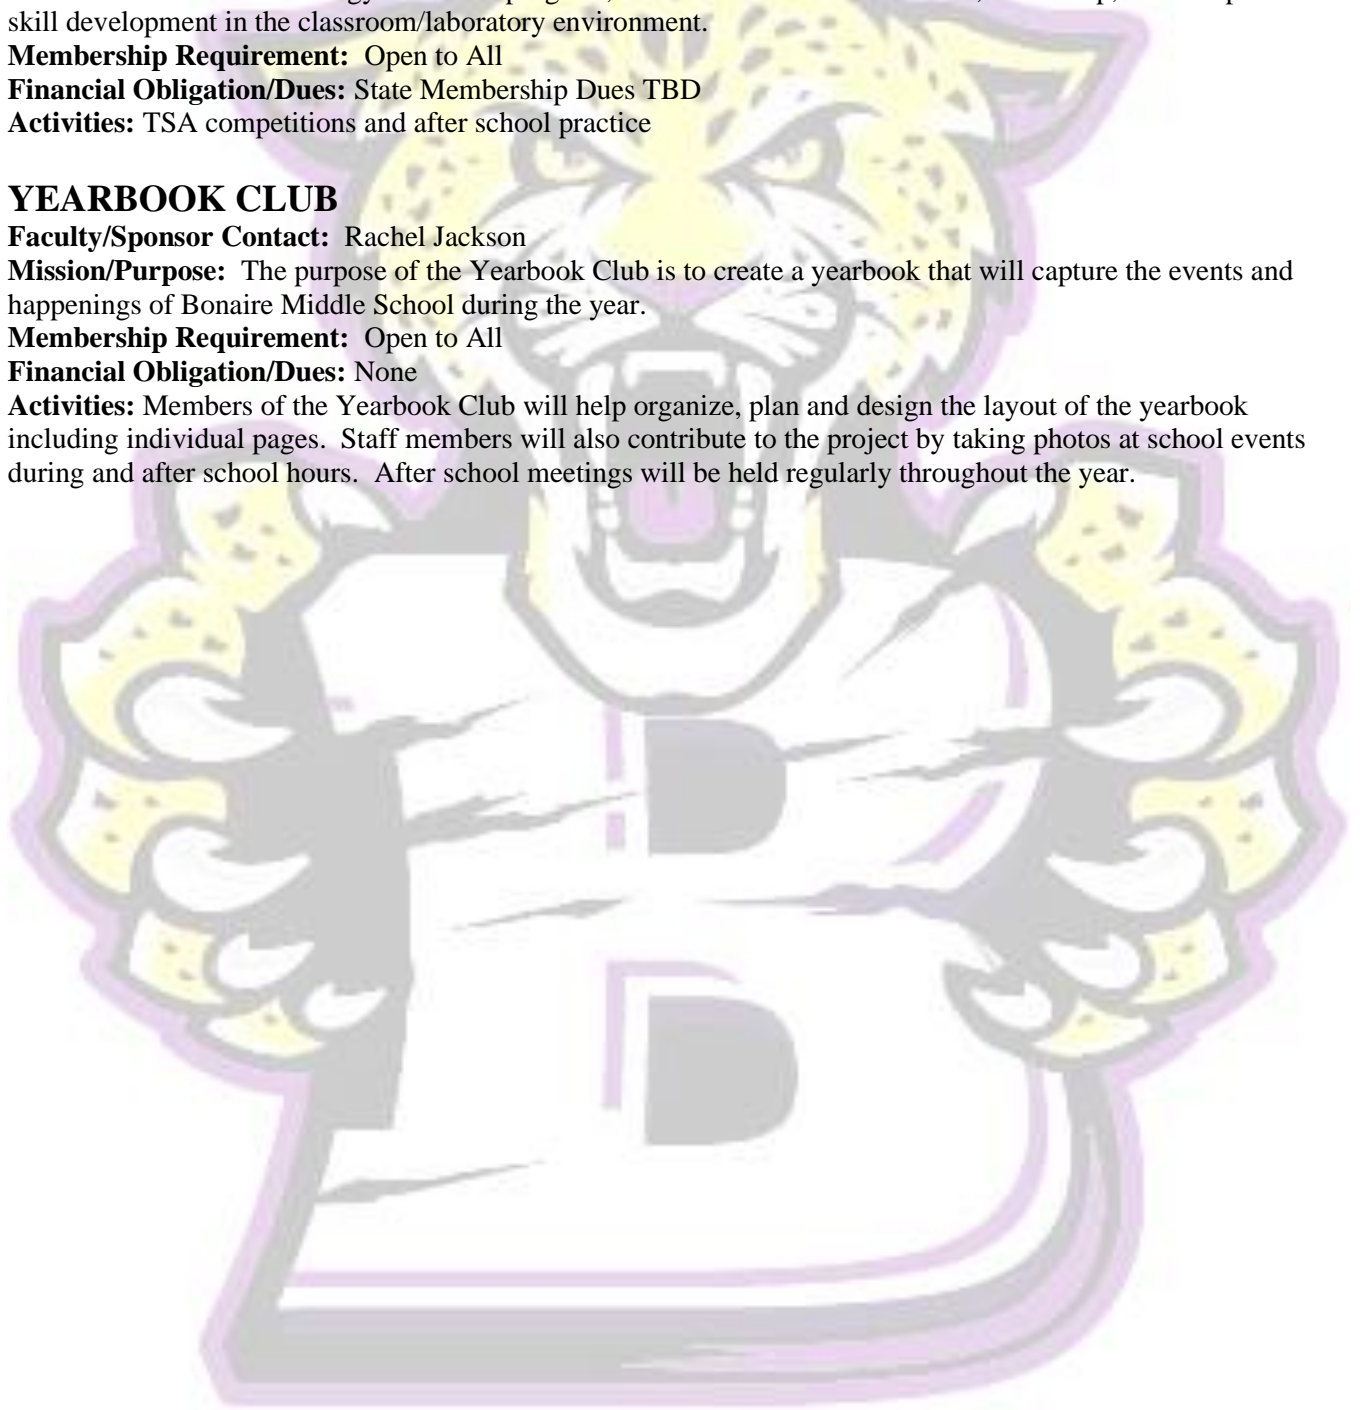 skill development in the classroom/laboratory environment.
Membership Requirement: Open to All
Financial Obligation/Dues: State Membership Dues TBD
Activities: TSA competitions and after school practice
YEARBOOK CLUB
Faculty/Sponsor Contact: Rachel Jackson
Mission/Purpose: The purpose of the Yearbook Club is to create a yearbook that will capture the events and
happenings of Bonaire Middle School during the year.
Membership Requirement: Open to All
Financial Obligation/Dues: None
Activities: Members of the Yearbook Club will help organize, plan and design the layout of the yearbook
including individual pages. Staff members will also contribute to the project by taking photos at school events
during and after school hours. After school meetings will be held regularly throughout the year.
B